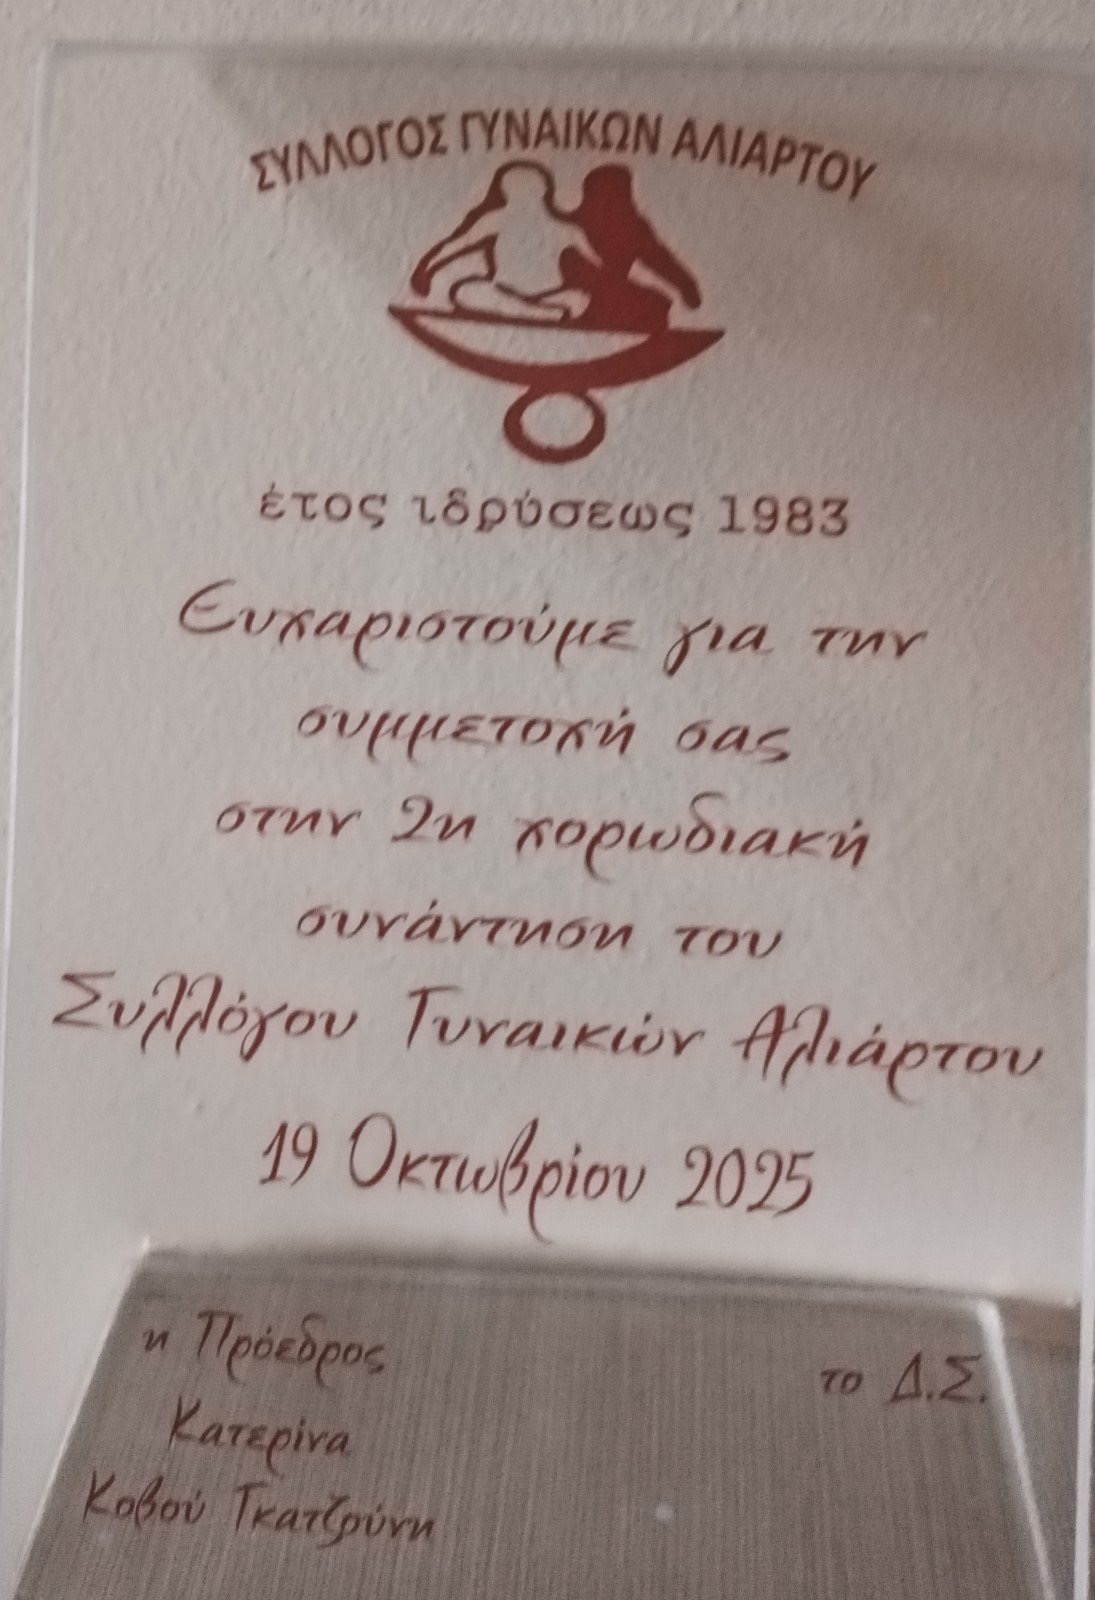 ΣΥΛΛΟΓΟΣ ΓΥΝΑΙΚΩΝ ΑΛΙΑΡΤΟΥ
έτος ιδρύσεως 1983
Ευχαριστούμε για την
συμμετοχή σας
στην 2η χορωδιακή
συνάντηση του
Συλλόγου Γυναικών Αλιάρτου
19 Οκτωβρίου 2025
η Πρόεδρος
το Δ.Σ.
Κατερίνα
Κοβού Γκατζούνη